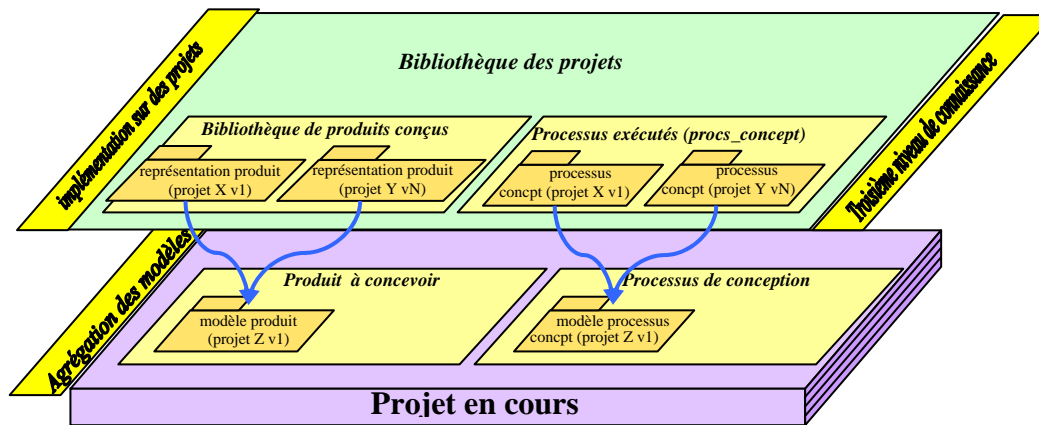 Bibliothèque des projets
implémentation sur des projets
Troisième niveau de connaissance
Bibliothèque de produits conçus
représentation produit
(projet X v1)
représentation produit
(projet Y vN)
Processus exécutés (procs_concept)
processus
concpt (projet X v1)
processus
concpt (projet Y vN)
Agrégation des modèles
Produit à concevoir
modèle produit
(projet Z v1)
Processus de conception
modèle processus
concpt (projet Z v1)
Projet en cours